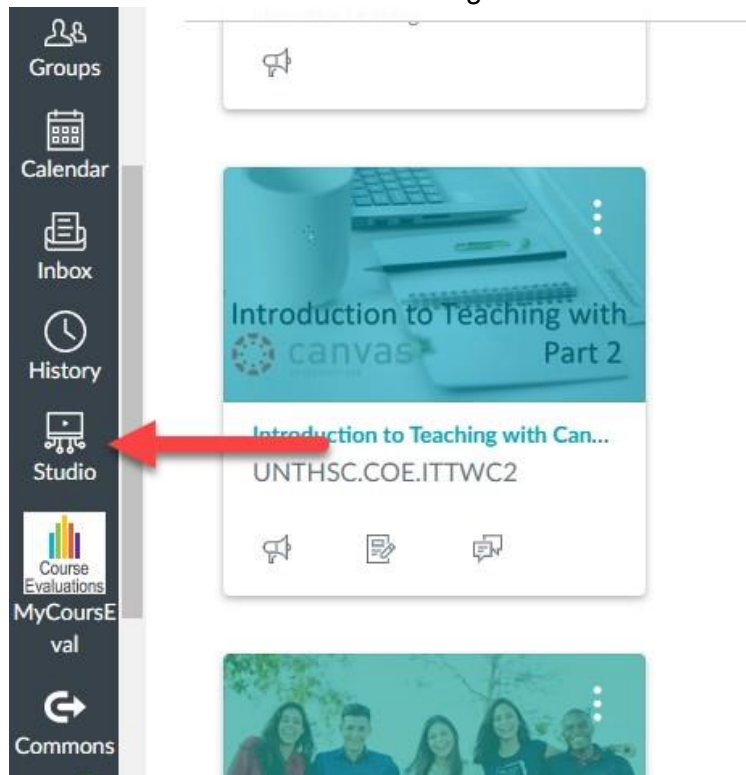 Groups
Calendar
Inbox
History
Studio
Course
Evaluations
MyCoursE
val
Commons
Introduction to Teaching with
canvas Part 2
Introduction to Teaching with Can...
UNTHSC.COE.ITTWC2